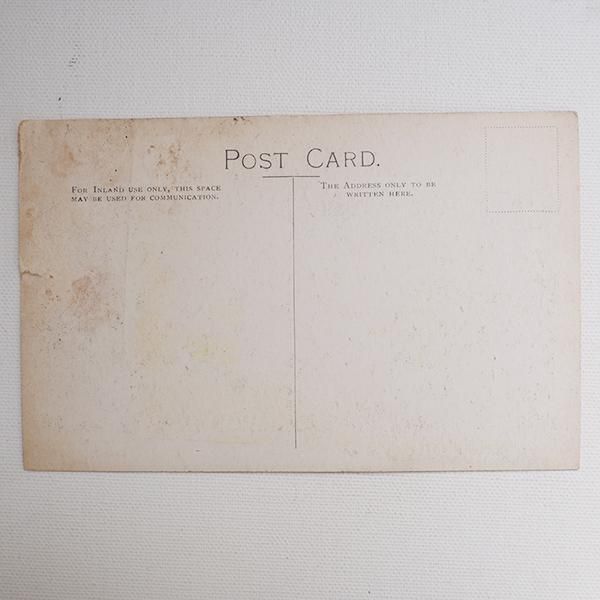 POST CARD.
FOR INLAND USE ONLY, THIS SPACE
MAY BE USED FOR COMMUNICATION.
THE ADDRESS ONLY TO BE
WRITTEN HERE.